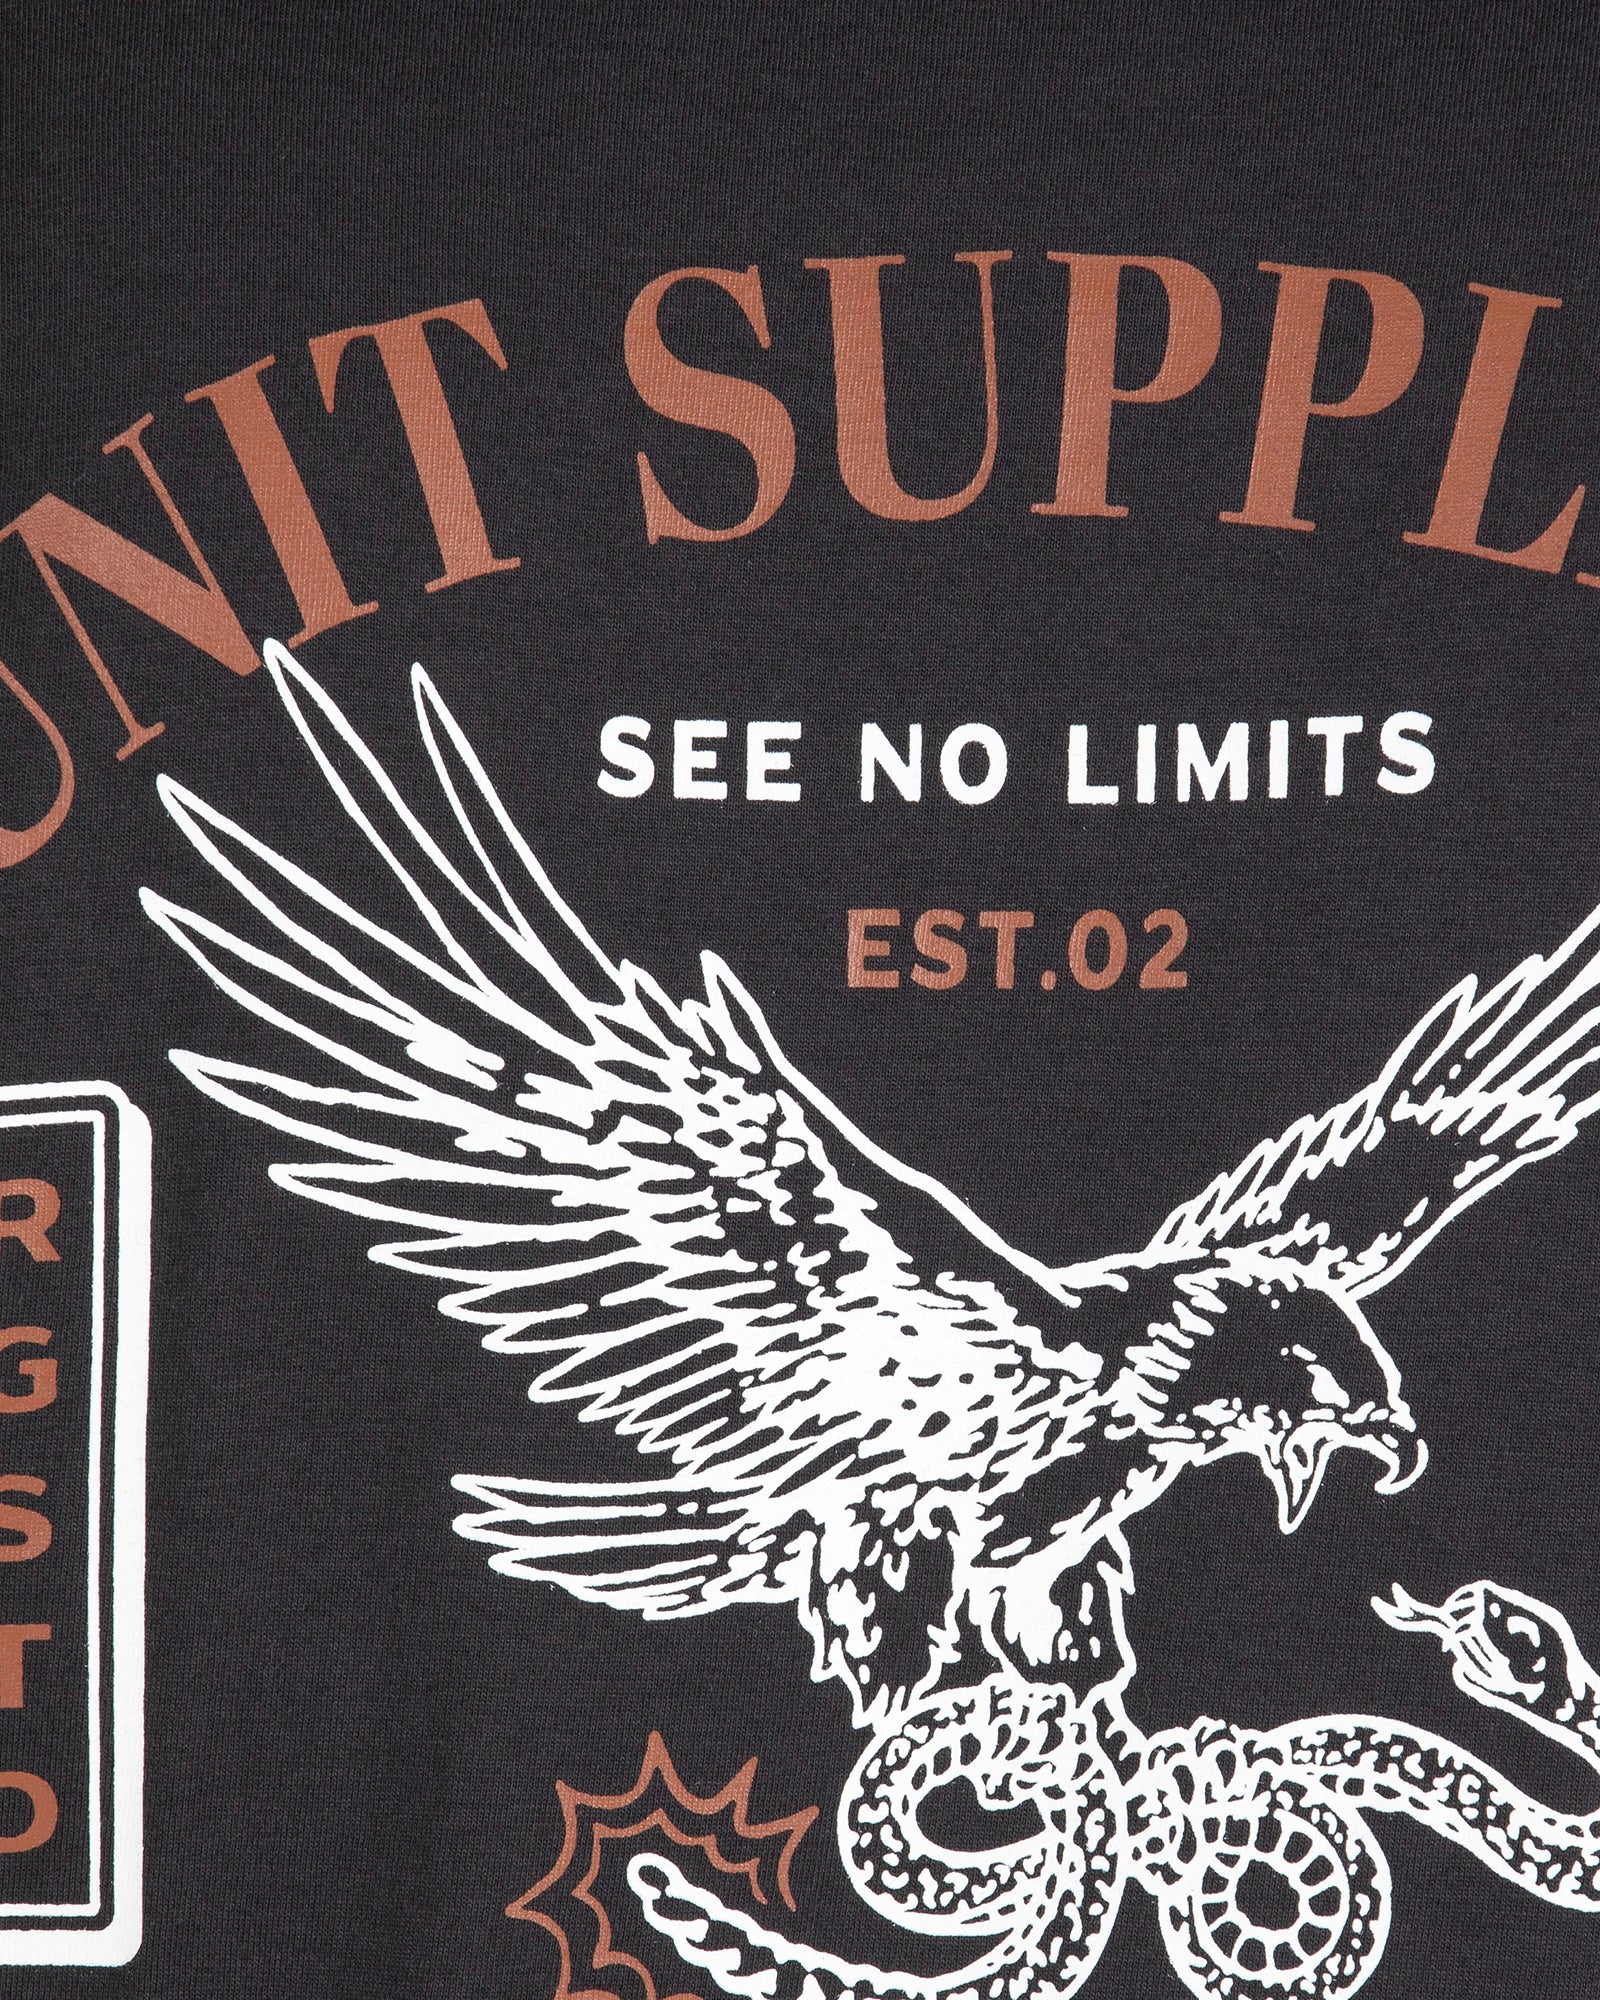 UNIT SUPPL
SEE NO LIMITS
EST.02
R
G
S
T
D